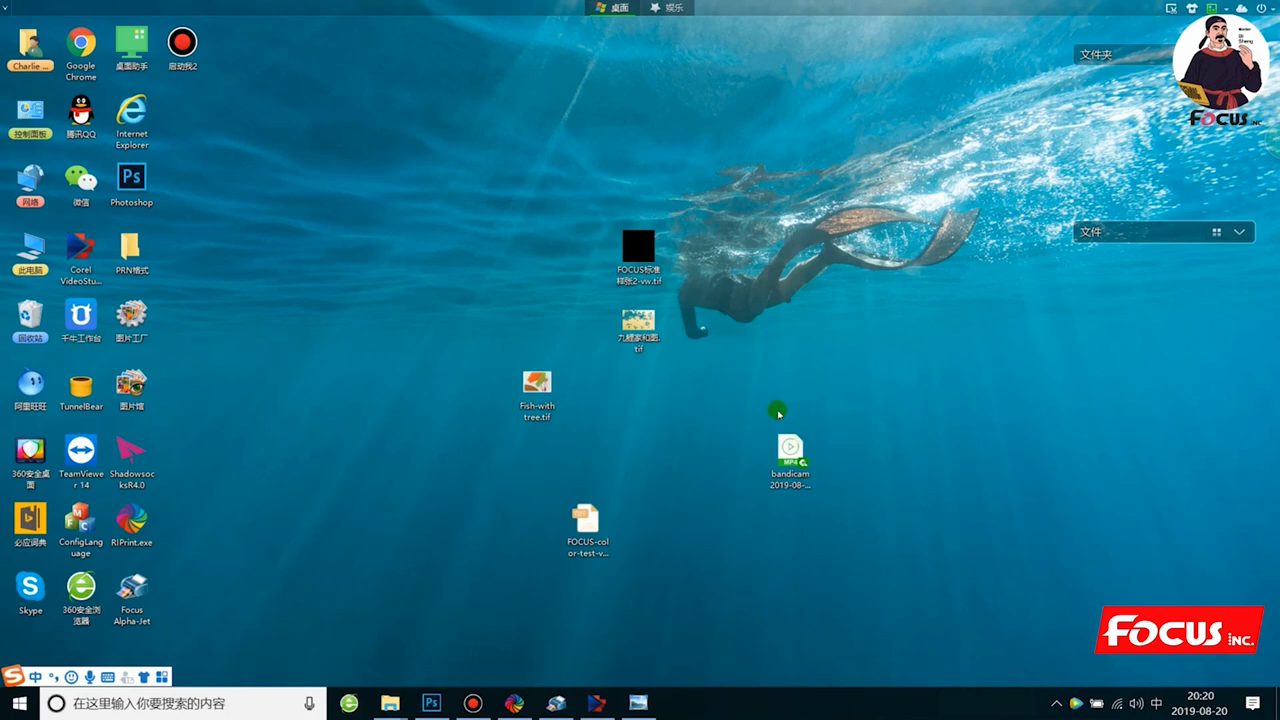 桌面
娱乐
Charlie ...
Google
Chrome
桌面助手
启动我2
控制面板
腾讯QQ
Internet
Explorer
网络
微信
Ps
Photoshop
此电脑
Corel
VideoStu...
PRN格式
回收站
千牛工作台
图片工厂
阿里旺旺
TunnelBear
图片馆
360安全桌
面
TeamViewe
r 14
Shadowsoc
ksR4.0
必应词典
ConfigLang
uage
RIPrint.exe
Skype
360安全浏
览器
Focus
Alpha-Jet
FOCUS标准
样张2-vw.tif
九鲤家和图.
tif
Fish-with
tree.tif
MP4
bandicam
2019-08-...
FOCUS-col
or-test-v...
文件夹
FOCUS INC
文件
FOCUS INC.
中
在这里输入你要搜索的内容
Ps
中
20:20
2019-08-20